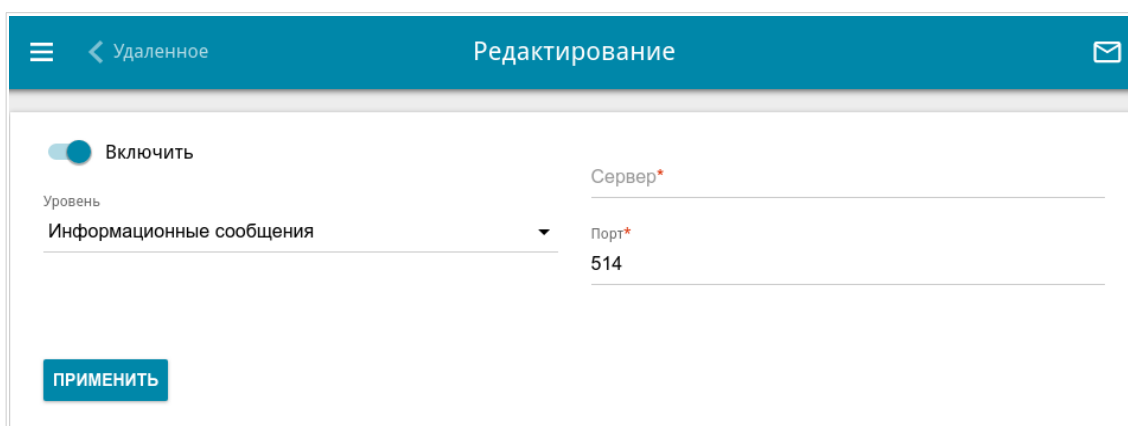 Удаленное
Редактирование
Включить
Уровень
Информационные сообщения
Сервер*
Порт*
514
ПРИМЕНИТЬ